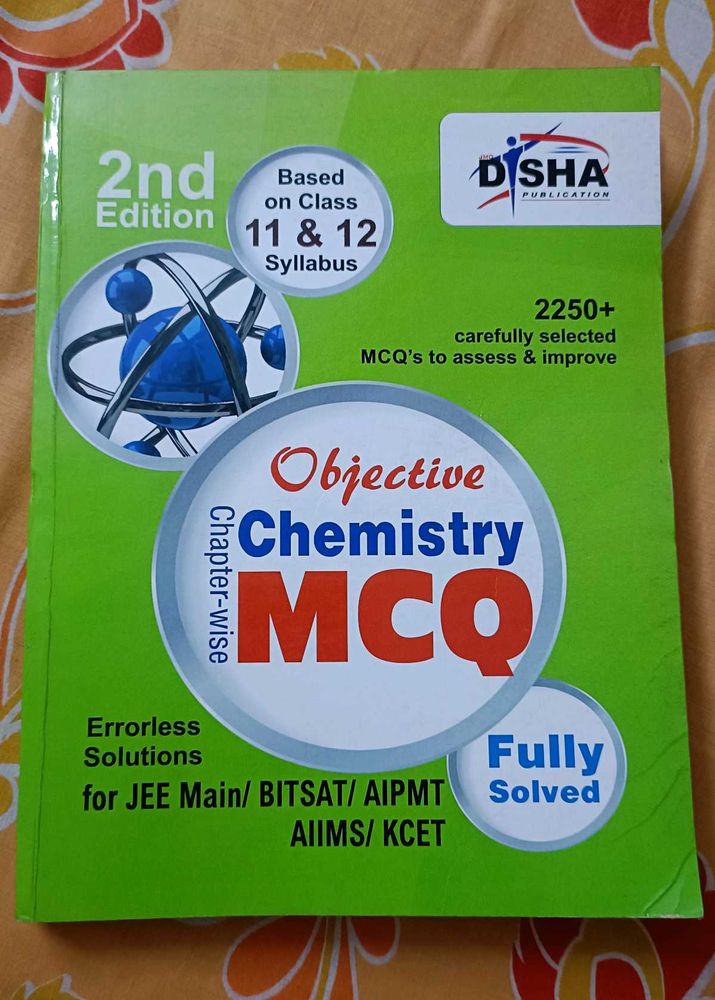 2nd
Edition
Based
on Class
11 & 12
Syllabus
JMD
DISHA
PUBLICATION
2250+
carefully selected
MCQ's to assess & improve
Objective
Chapter-wise
Chemistry
MCQ
Errorless
Solutions
for JEE Main/ BITSAT/ AIPMT
AIIMS/ KCET
Fully
Solved